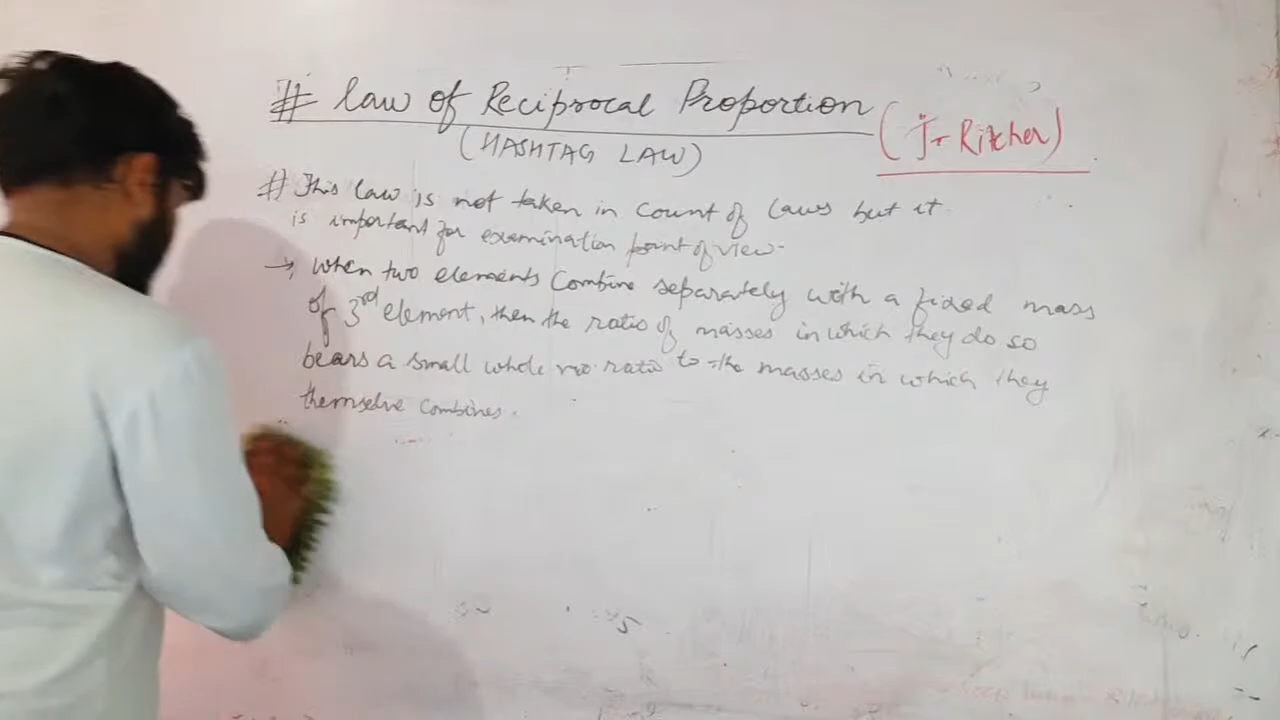 # Law of Reciprocal Proportion (J. Ritcher)
(HASHTAG LAW)
# This law is not taken in count of laws but it
is important for examination point of view-
→ When two elements Combine separately with a fixed mass
of 3rd element, then the ratio of masses in which they do so
bears a small whole no. ratio to the masses in which they
themselve Combines.